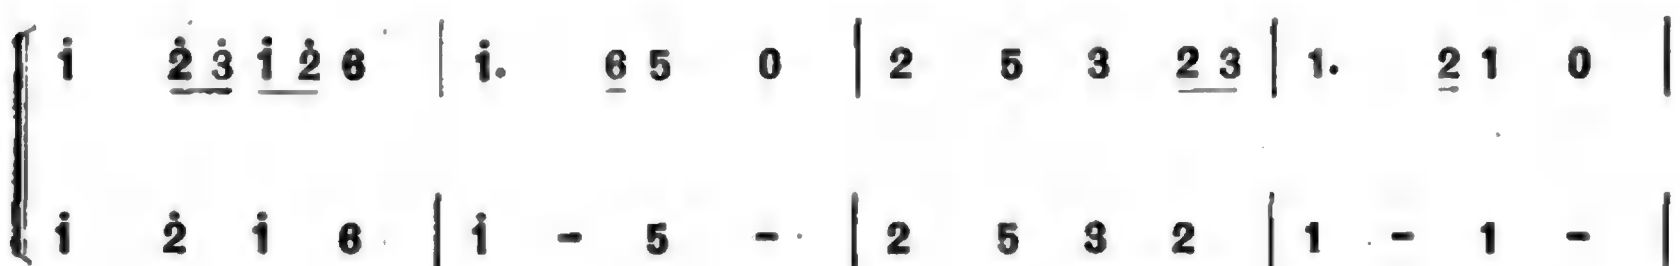 i̇ 2̇ 3̇ i̇ 2̇ 6 | i̇. 6 5 0 | 2 5 3 2 3 | 1. 2 1 0 |
i̇ 2̇ i̇ 6 | i̇ - 5 - | 2 5 3 2 | 1 - 1 - |